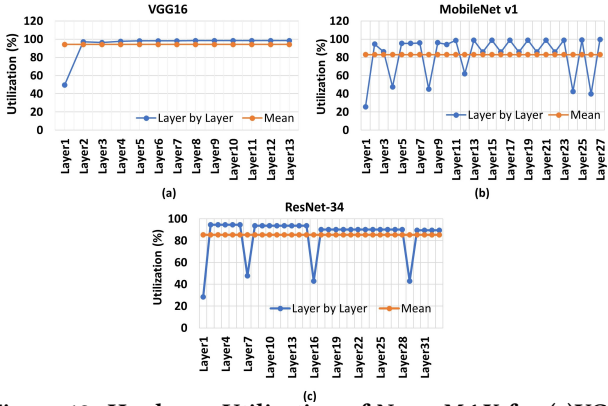 VGG16
Utilization (%)
120
100
80
60
40
20
0
Layer by Layer
Mean
Layer1
Layer2
Layer3
Layer4
Layer5
Layer6
Layer7
Layer8
Layer9
Layer10
Layer11
Layer12
Layer13
(a)
MobileNet v1
Utilization (%)
120
100
80
60
40
20
0
Layer by Layer
Mean
Layer1
Layer3
Layer5
Layer7
Layer9
Layer11
Layer13
Layer15
Layer17
Layer19
Layer21
Layer23
Layer25
Layer27
(b)
ResNet-34
Utilization (%)
100
80
60
40
20
0
Layer by Layer
Mean
Layer1
Layer4
Layer7
Layer10
Layer13
Layer16
Layer19
Layer22
Layer25
Layer28
Layer31
(c)